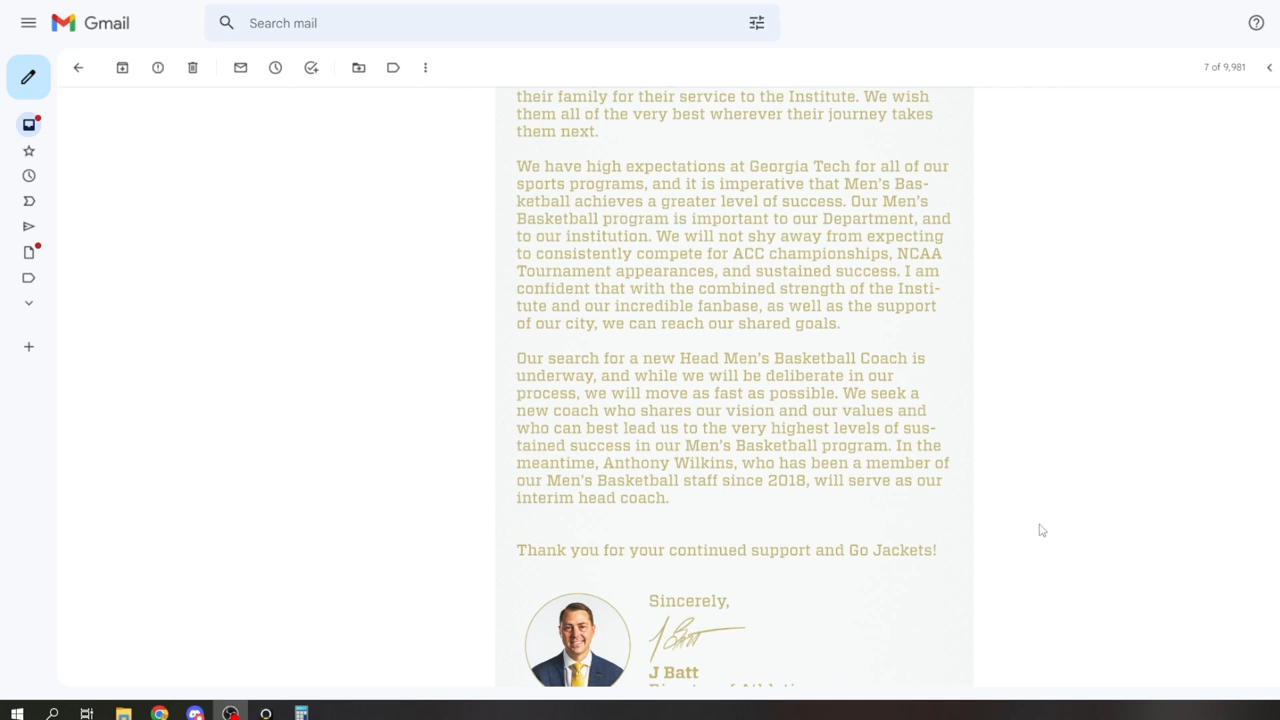 Gmail
Search mail
7 of 9,981
their family for their service to the Institute. We wish
them all of the very best wherever their journey takes
them next.
We have high expectations at Georgia Tech for all of our
sports programs, and it is imperative that Men's Bas-
ketball achieves a greater level of success. Our Men's
Basketball program is important to our Department, and
to our institution. We will not shy away from expecting
to consistently compete for ACC championships, NCAA
Tournament appearances, and sustained success. I am
confident that with the combined strength of the Insti-
tute and our incredible fanbase, as well as the support
of our city, we can reach our shared goals.
Our search for a new Head Men's Basketball Coach is
underway, and while we will be deliberate in our
process, we will move as fast as possible. We seek a
new coach who shares our vision and our values and
who can best lead us to the very highest levels of sus-
tained success in our Men's Basketball program. In the
meantime, Anthony Wilkins, who has been a member of
our Men's Basketball staff since 2018, will serve as our
interim head coach.
Thank you for your continued support and Go Jackets!
Sincerely,
J Batt
J Batt